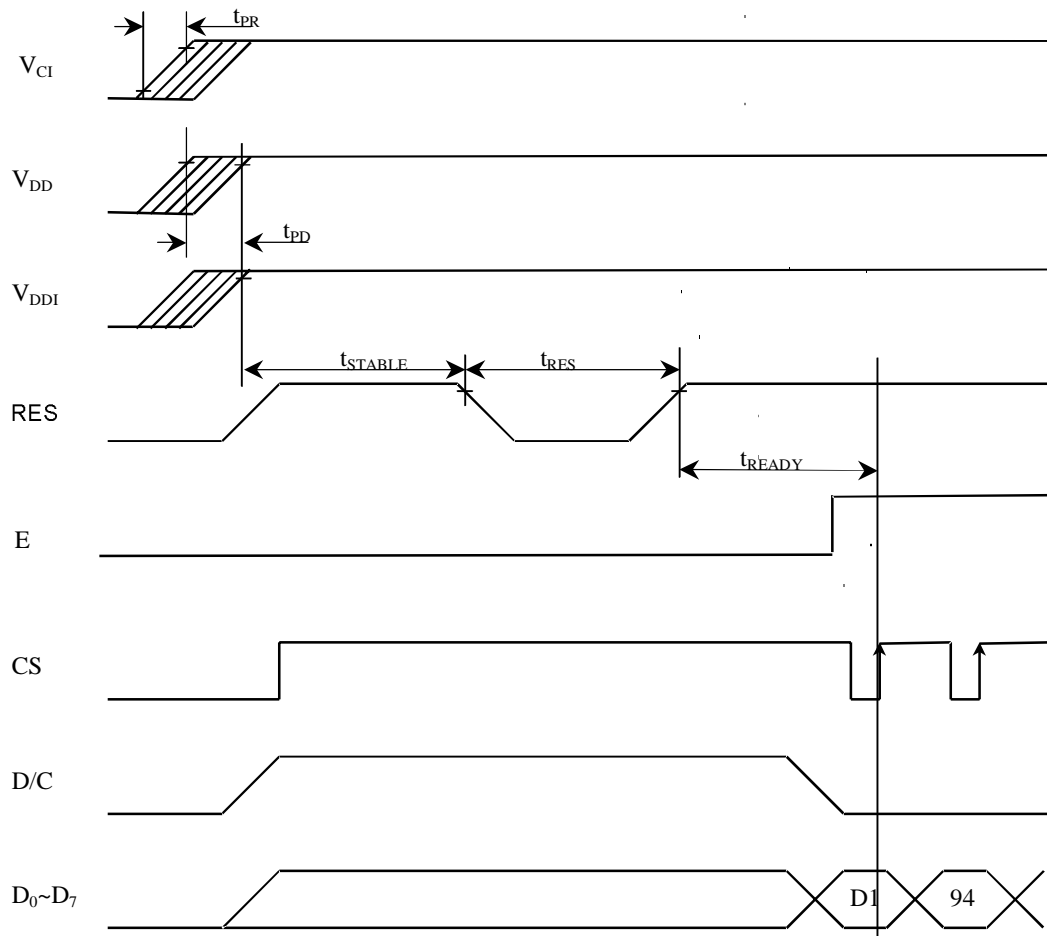 tPR
VCI
VDD
tPD
VDDI
tSTABLE
tRES
RES
tREADY
E
CS
D/C
D0~D7
D1
94